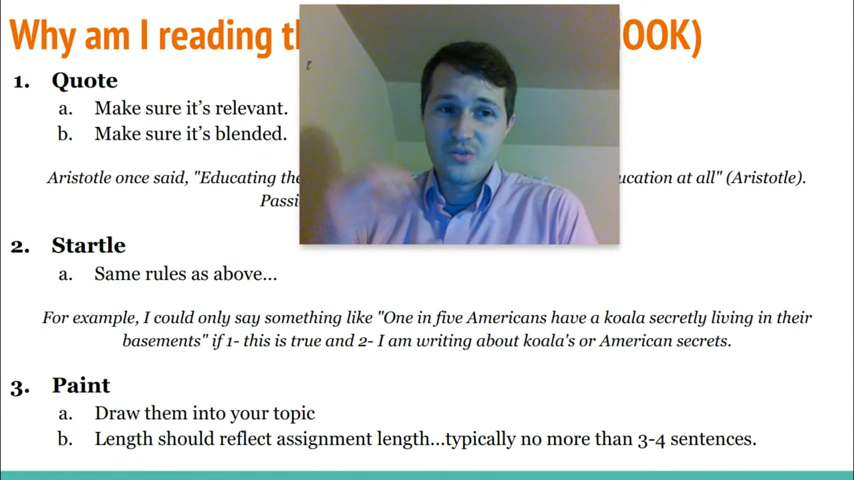 Why am I reading OOK)
1. Quote
a. Make sure it's relevant.
b. Make sure it's blended.
Aristotle once said, "Educating the ucation at all" (Aristotle).
Passi
2. Startle
a. Same rules as above...
For example, I could only say something like "One in five Americans have a koala secretly living in their
basements" if 1- this is true and 2- I am writing about koala's or American secrets.
3. Paint
a. Draw them into your topic
b. Length should reflect assignment length...typically no more than 3-4 sentences.